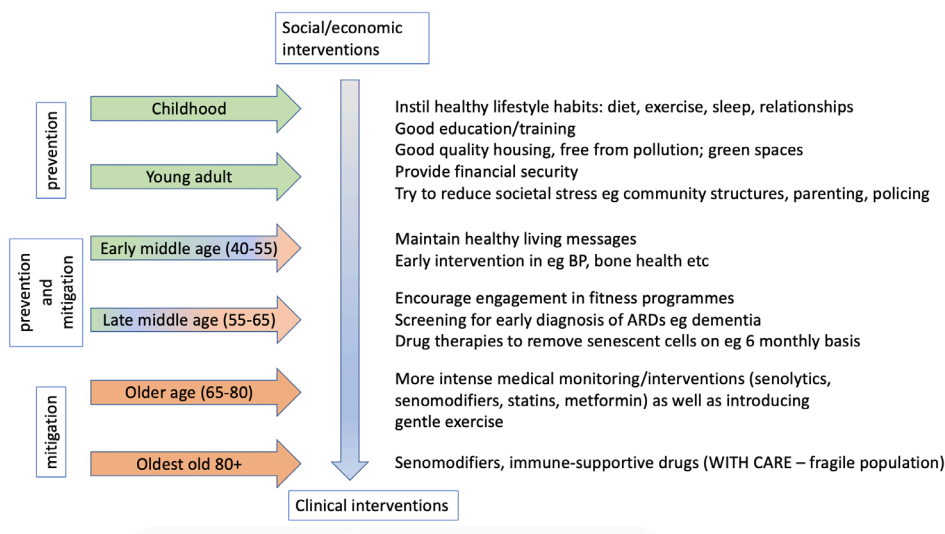 Social/economic
interventions
prevention
Childhood
Instil healthy lifestyle habits: diet, exercise, sleep, relationships
Good education/training
Good quality housing, free from pollution; green spaces
Young adult
Provide financial security
Try to reduce societal stress eg community structures, parenting, policing
prevention
and
mitigation
Early middle age (40-55)
Maintain healthy living messages
Early intervention in eg BP, bone health etc
Late middle age (55-65)
Encourage engagement in fitness programmes
Screening for early diagnosis of ARDs eg dementia
Drug therapies to remove senescent cells on eg 6 monthly basis
mitigation
Older age (65-80)
More intense medical monitoring/interventions (senolytics,
senomodifiers, statins, metformin) as well as introducing
gentle exercise
Oldest old 80+
Senomodifiers, immune-supportive drugs (WITH CARE – fragile population)
Clinical interventions